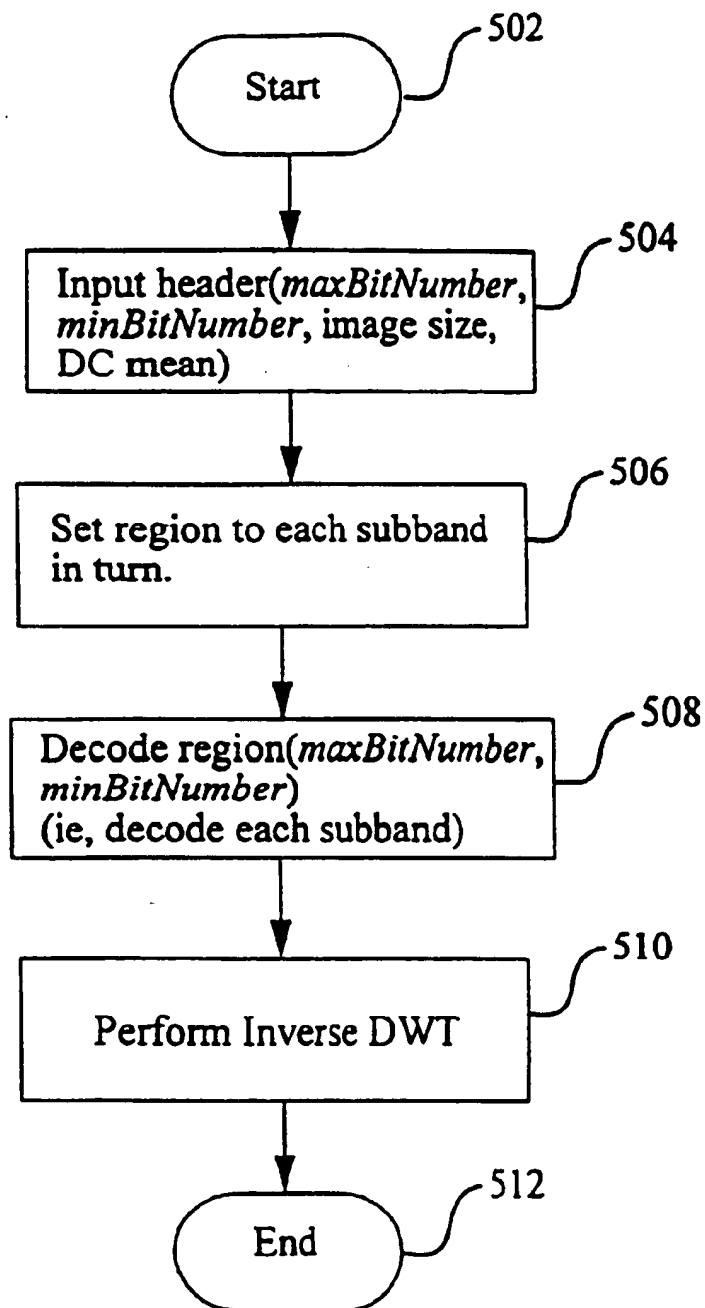 502
Start
504
Input header(maxBitNumber,
minBitNumber, image size,
DC mean)
506
Set region to each subband
in turn.
508
Decode region(maxBitNumber,
minBitNumber)
(ie, decode each subband)
510
Perform Inverse DWT
512
End